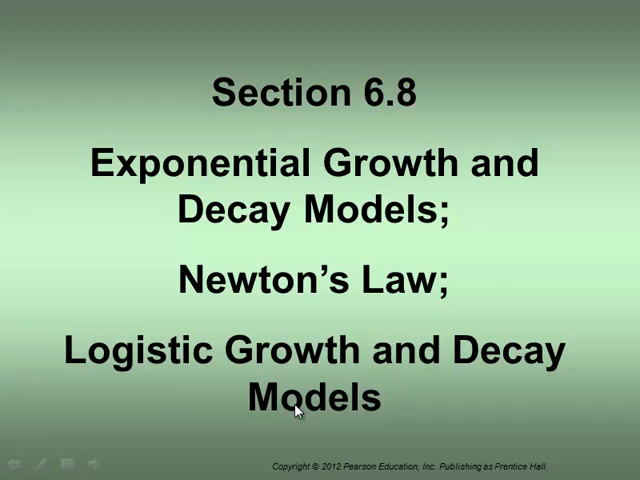 Section 6.8
Exponential Growth and
Decay Models;
Newton's Law;
Logistic Growth and Decay
Models
Copyright © 2012 Pearson Education, Inc. Publishing as Prentice Hall.